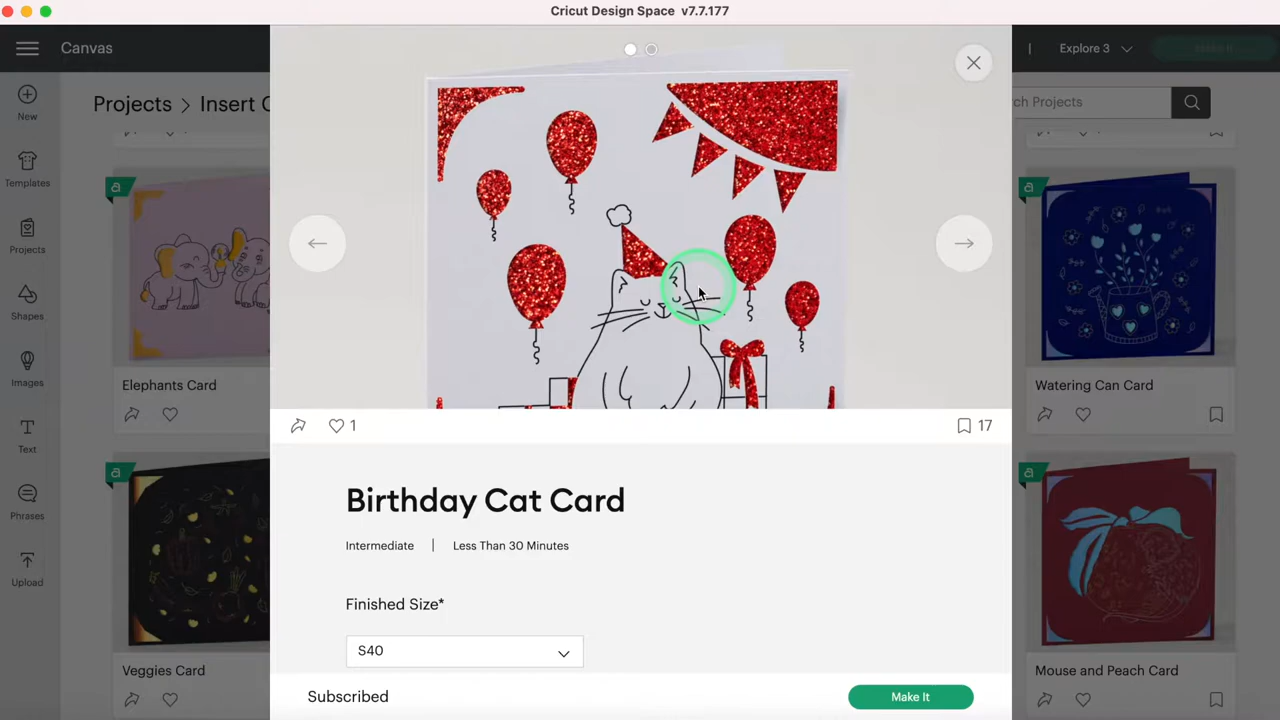 Cricut Design Space v7.7.177
Canvas
Explore 3
New
Templates
Projects
Shapes
Images
Text
Phrases
Upload
Projects > Insert C
ch Projects
a
a
a
a
Elephants Card
Watering Can Card
Veggies Card
Mouse and Peach Card
1
17
Birthday Cat Card
Intermediate | Less Than 30 Minutes
Finished Size*
S40
Subscribed
Make It